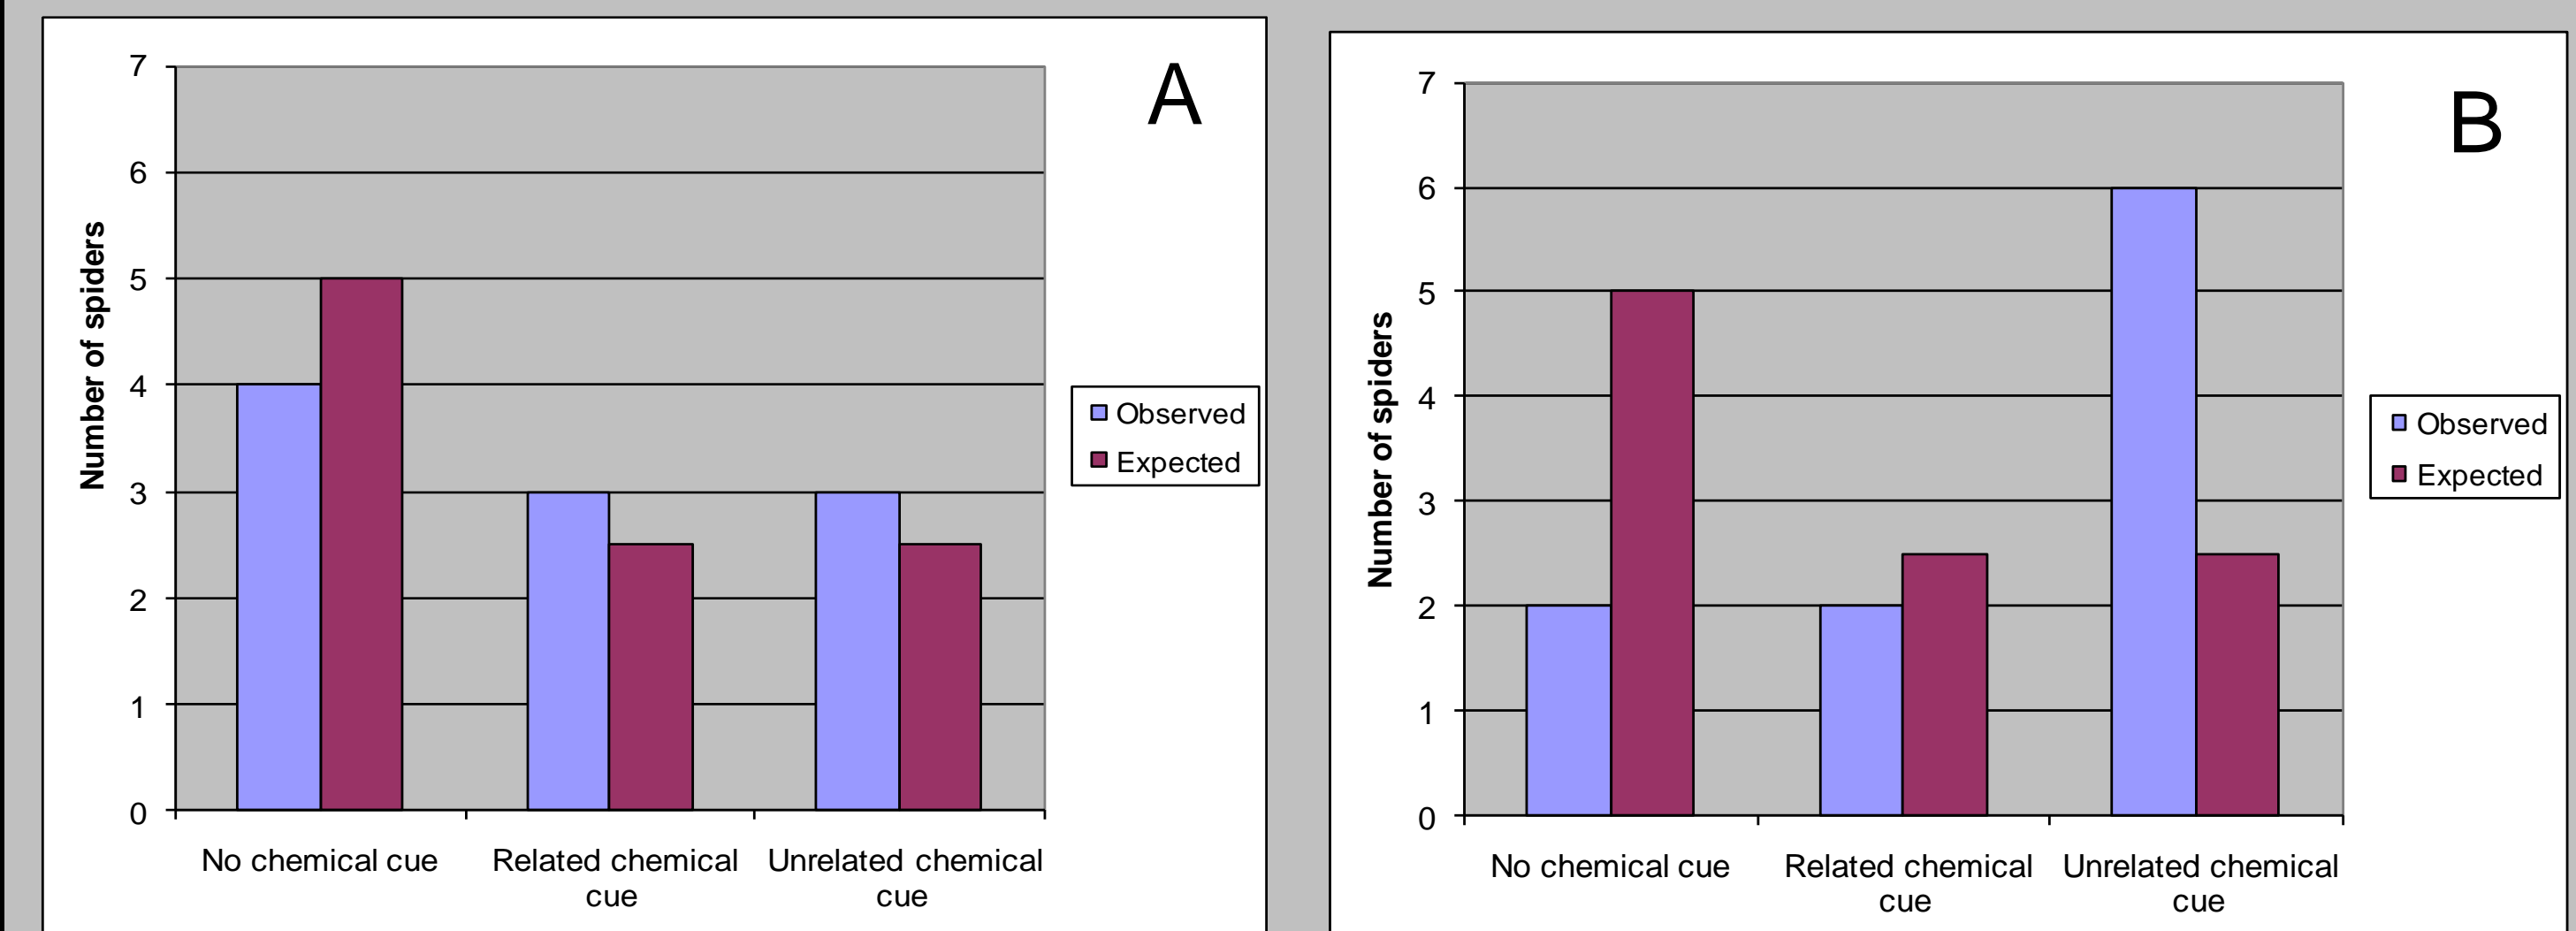 A
7
6
5
4
3
2
1
0
Number of spiders
Observed
Expected
No chemical cue
Related chemical
cue
Unrelated chemical
cue
B
7
6
5
4
3
2
1
0
Number of spiders
Observed
Expected
No chemical cue
Related chemical
cue
Unrelated chemical
cue